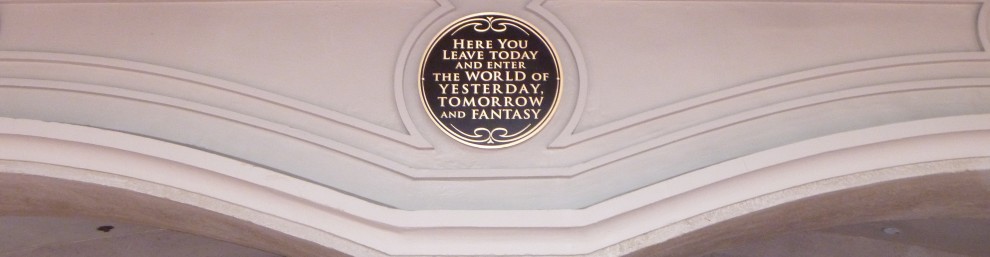 Here You
Leave today
and enter
the World of
Yesterday,
Tomorrow
and Fantasy